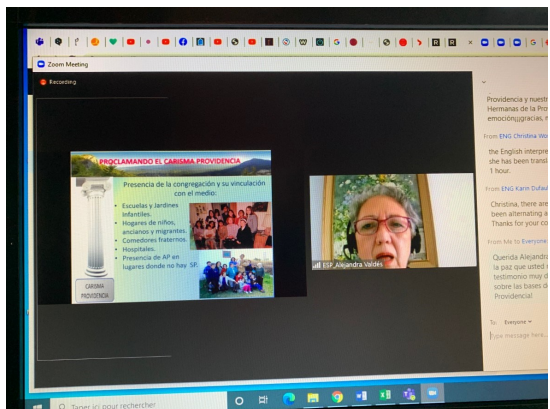 Zoom Meeting
Recording
PROCLAMANDO EL CARISMA PROVIDENCIA
Presencia de la congregación y su vinculación
con el medio:
• Escuelas y Jardines
Infantiles.
• Hogares de niños,
ancianos y migrantes.
• Comedores fraternos.
• Hospitales.
• Presencia de AP en
lugares donde no hay SP.
CARISMA
PROVIDENCIA
ESP_Alejandra Valdés
Providencia y nuestr
Hermanas de la Pro
emoción¡¡gracias,
From ENG Christina Wo
the English interpre
she has been transl
1 hour.
From ENG Karin Dufau
Christina, there are
been alternating a
Thanks for your co
From Me to Everyone
Querida Alejandra
la paz que usted
testimonio muy d
sobre las bases d
Providencia!
To: Everyone
Type message here...
Taper ici pour rechercher